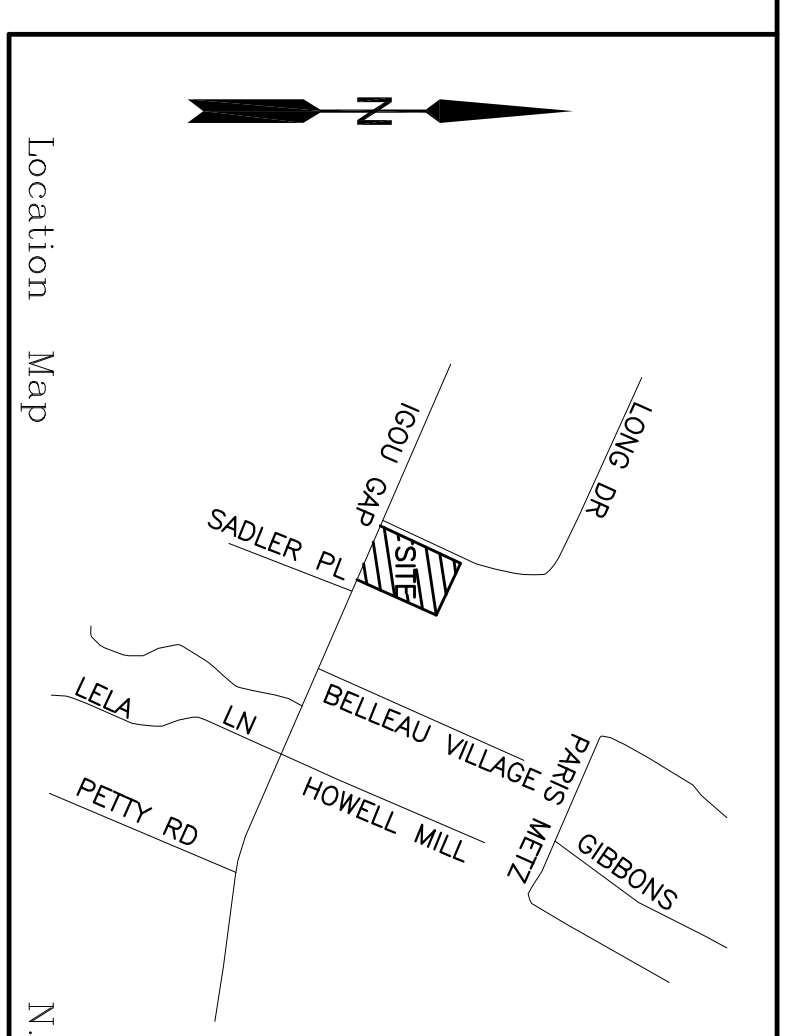 N
LONG DR
IGOU GAP
SITE
SADLER PL
BELLEAU VILLAGE
PARIS METZ
GIBBONS
HOWELL MILL
LELA LN
PETTY RD
Location Map
N.